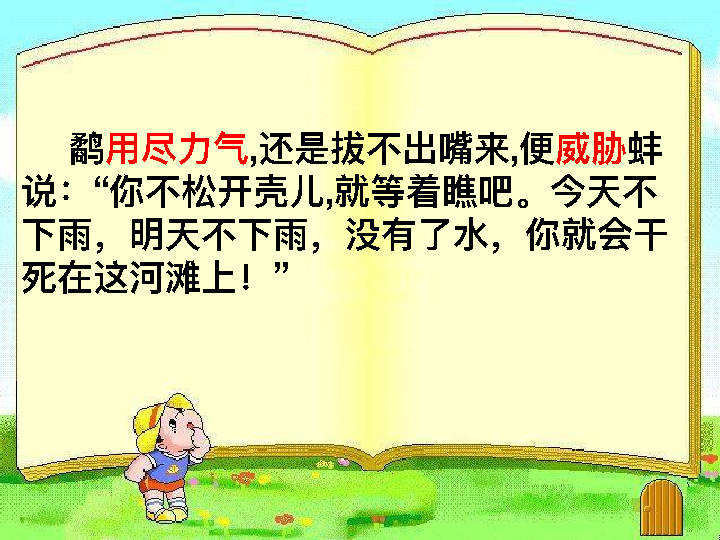 鹬用尽力气,还是拔不出嘴来,便威胁蚌
说：“你不松开壳儿,就等着瞧吧。今天不
下雨，明天不下雨，没有了水，你就会干
死在这河滩上！”